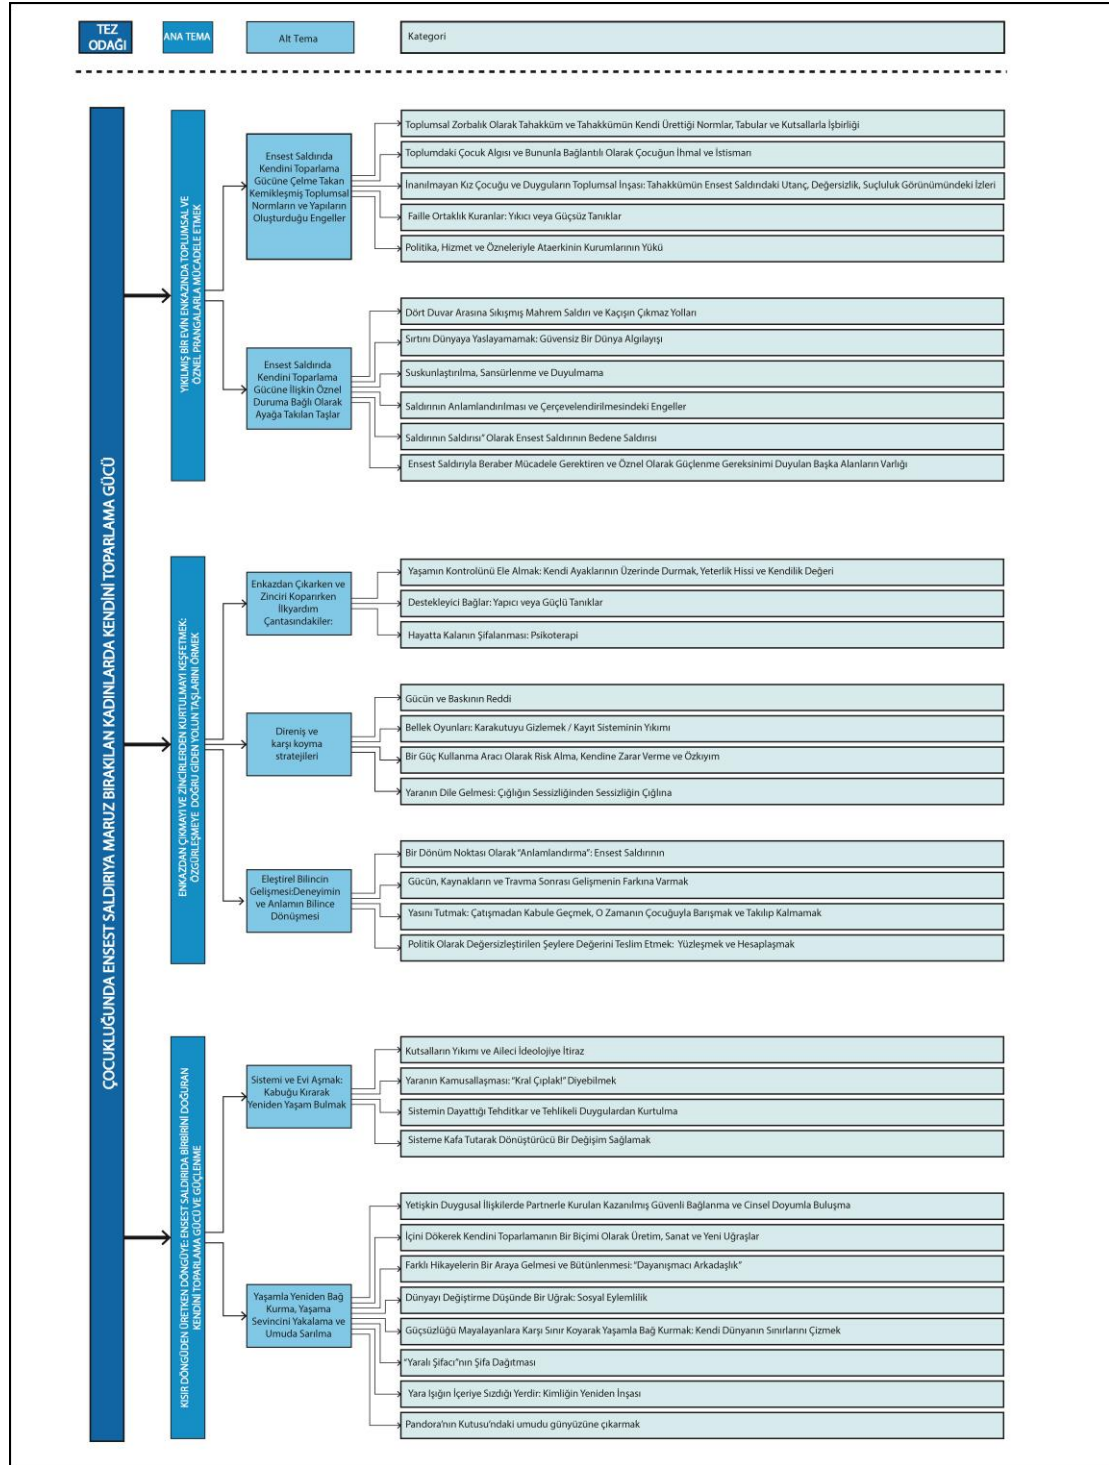 TEZ
ODAĞI
ANA TEMA
Alt Tema
Kategori
ÇOCUKLUĞUNDA ENSEST SALDIRIYA MARUZ BIRAKILAN KADINLARDA KENDİNİ TOPARLAMA GÜCÜ
YIKILMIŞ BİR EVİN ENKAZINDA TOPLUMSAL VE
ÖZNEL PRANGALARLA MÜCADELE ETMEK
Ensest Saldırıda
Kendini Toparlama
Gücüne Çelme Takan
Kemikleşmiş Toplumsal
Normların ve Yapıların
Oluşturduğu Engeller
Toplumsal Zorbalık Olarak Tahakküm ve Tahakkümün Kendi Ürettiği Normlar, Tabular ve Kutsallarla İşbirliği
Toplumdaki Çocuk Algısı ve Bununla Bağlantılı Olarak Çocuğun İhmal ve İstismarı
İnanılmayan Kız Çocuğu ve Duyguların Toplumsal İnşası: Tahakkümün Ensest Saldırıdaki Utanç, Değersizlik, Suçluluk Görünümündeki İzleri
Faille Ortaklık Kuranlar: Yıkıcı veya Güçsüz Tanıklar
Politika, Hizmet ve Özneleriyle Ataerkinin Kurumlarının Yükü
Ensest Saldırıda
Kendini Toparlama
Gücüne İlişkin Öznel
Duruma Bağlı Olarak
Ayağa Takılan Taşlar
Dört Duvar Arasına Sıkışmış Mahrem Saldırı ve Kaçışın Çıkmaz Yolları
Sırtını Dünyaya Yaslayamamak: Güvensiz Bir Dünya Algılayışı
Suskunlaştırılma, Sansürlenme ve Duyulmama
Saldırının Anlamlandırılması ve Çerçevelendirilmesindeki Engeller
Saldırının Saldırısı" Olarak Ensest Saldırının Bedene Saldırısı
Ensest Saldırıyla Beraber Mücadele Gerektiren ve Öznel Olarak Güçlenme Gereksinimi Duyulan Başka Alanların Varlığı
ENKAZDAN ÇIKMAYI VE ZİNCİRLERDEN KURTULMAYI KEŞFETMEK:
ÖZGÜRLEŞMEYE DOĞRU GİDEN YOLUN TAŞLARINI ÖRMEK
Enkazdan Çıkarken ve
Zinciri Koparırken
İlkyardım
Çantasındakiler:
Yaşamın Kontrolünü Ele Almak: Kendi Ayaklarının Üzerinde Durmak, Yeterlik Hissi ve Kendilik Değeri
Destekleyici Bağlar: Yapıcı veya Güçlü Tanıklar
Hayatta Kalanın Şifalanması: Psikoterapi
Direniş ve
karşı koyma
stratejileri
Gücün ve Baskının Reddi
Bellek Oyunları: Karakutuyu Gizlemek / Kayıt Sisteminin Yıkımı
Bir Güç Kullanma Aracı Olarak Risk Alma, Kendine Zarar Verme ve Özkıyım
Yaranın Dile Gelmesi: Çığlığın Sessizliğinden Sessizliğin Çığlına
Eleştirel Bilincin
Gelişmesi:Deneyimin
ve Anlamın Bilince
Dönüşmesi
Bir Dönüm Noktası Olarak "Anlamlandırma": Ensest Saldırının
Gücün, Kaynakların ve Travma Sonrası Gelişmenin Farkına Varmak
Yasını Tutmak: Çatışmadan Kabule Geçmek, O Zamanın Çocuğuyla Barışmak ve Takılıp Kalmamak
Politik Olarak Değersizleştirilen Şeylere Değerini Teslim Etmek: Yüzleşmek ve Hesaplaşmak
KISIR DÖNGÜDEN ÜRETKEN DÖNGÜYE: ENSEST SALDIRIDA BİRBİRİNİ DOĞURAN
KENDİNİ TOPARLAMA GÜCÜ VE GÜÇLENME
Sistemi ve Evi Aşmak:
Kabuğu Kırarak
Yeniden Yaşam Bulmak
Kutsalların Yıkımı ve Aileci İdeolojiye İtiraz
Yaranın Kamusallaşması: "Kral Çıplak!" Diyebilmek
Sistemin Dayattığı Tehditkar ve Tehlikeli Duygulardan Kurtulma
Sisteme Kafa Tutarak Dönüştürücü Bir Değişim Sağlamak
Yaşamla Yeniden Bağ
Kurma, Yaşama
Sevincini Yakalama ve
Umuda Sarılma
Yetişkin Duygusal İlişkilerde Partnerle Kurulan Kazanılmış Güvenli Bağlanma ve Cinsel Doyumla Buluşma
İçini Dökerek Kendini Toparlamanın Bir Biçimi Olarak Üretim, Sanat ve Yeni Uğraşlar
Farklı Hikayelerin Bir Araya Gelmesi ve Bütünlenmesi: "Dayanışmacı Arkadaşlık"
Dünyayı Değiştirme Düşünde Bir Uğrak: Sosyal Eylemlilik
Güçsüzlüğü Mayalayanlara Karşı Sınır Koyarak Yaşamla Bağ Kurmak: Kendi Dünyanın Sınırlarını Çizmek
"Yaralı Şifacı"nın Şifa Dağıtması
Yara Işığın İçeriye Sızdığı Yerdir: Kimliğin Yeniden İnşası
Pandora'nın Kutusu'ndaki umudu günyüzüne çıkarmak